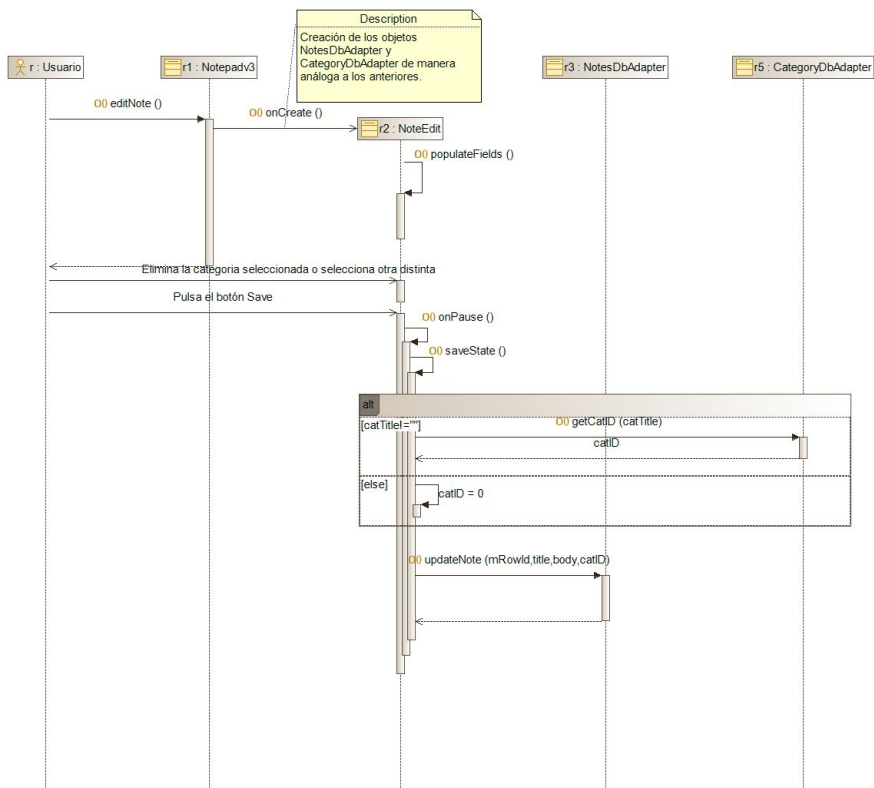 Description
Creación de los objetos
NotesDbAdapter y
CategoryDbAdapter de manera
análoga a los anteriores.
r : Usuario
r1 : Notepadv3
r3 : NotesDbAdapter
r5 : CategoryDbAdapter
O() editNote ()
O() onCreate ()
r2 : NoteEdit
O() populateFields ()
Elimina la categoria seleccionada o selecciona otra distinta
Pulsa el botón Save
O() onPause ()
O() saveState ()
alt
[catTitle!=""]
O() getCatID (catTitle)
catID
[else]
catID = 0
O() updateNote (mRowId,title,body,catID)